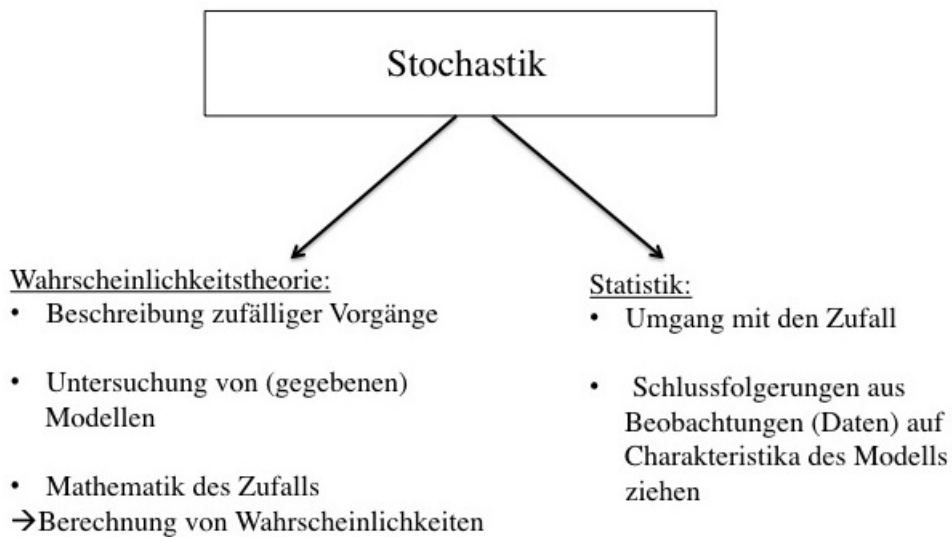 Stochastik
Wahrscheinlichkeitstheorie:
• Beschreibung zufälliger Vorgänge
• Untersuchung von (gegebenen)
Modellen
• Mathematik des Zufalls
→Berechnung von Wahrscheinlichkeiten
Statistik:
• Umgang mit den Zufall
• Schlussfolgerungen aus
Beobachtungen (Daten) auf
Charakteristika des Modells
ziehen